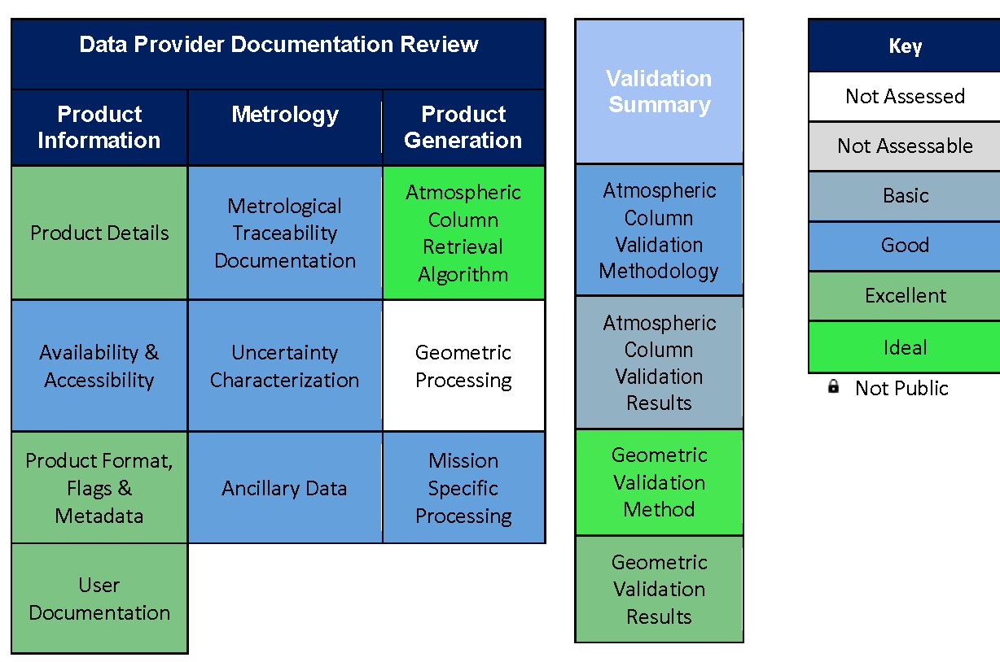 Data Provider Documentation Review
Product
Information
Metrology
Product
Generation
Product Details
Metrological
Traceability
Documentation
Atmospheric
Column
Retrieval
Algorithm
Availability &
Accessibility
Uncertainty
Characterization
Geometric
Processing
Product Format,
Flags &
Metadata
Ancillary Data
Mission
Specific
Processing
User
Documentation
Validation
Summary
Atmospheric
Column
Validation
Methodology
Atmospheric
Column
Validation
Results
Geometric
Validation
Method
Geometric
Validation
Results
Key
Not Assessed
Not Assessable
Basic
Good
Excellent
Ideal
Not Public